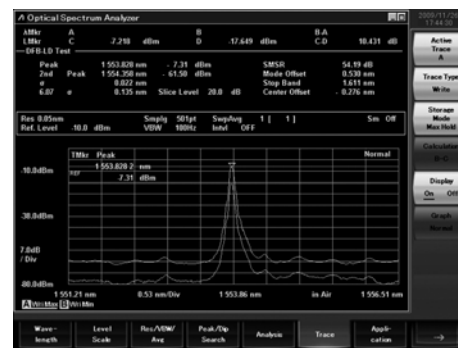 Optical Spectrum Analyzer
2009/11/26
17:44:00
ΔMkr A B B-A
LMkr C -7.218 dBm D -17.649 dBm C-D 10.431 dB
DFB-LD Test
Peak 1 553.828 nm - 7.31 dBm SMSR 54.19 dB
2nd Peak 1 554.358 nm - 61.50 dBm Mode Offset 0.530 nm
σ 0.022 nm Stop Band 1.611 nm
6.07 σ 0.135 nm Slice Level 20.0 dB Center Offset - 0.276 nm
Res 0.05nm Smplg 501pt SwpAvg 1 [ 1] Sm Off
Ref. Level -10.0 dBm VBW 100Hz Intvl OFF
TMkr Peak Normal
1 553.828 2 nm
-7.31 dBm
-10.0dBm
-38.0dBm
7.0dB
/ Div
-80.0dBm
1 551.21 nm 0.53 nm/Div 1 553.86 nm in Air 1 556.51 nm
A Wri:Max B Wri:Min
Active
Trace
A
Trace Type
Write
Storage
Mode
Max Hold
Calculation
B-C
Display
On Off
Graph
Normal
Wave-
length
Level
Scale
Res/VBW/
Avg
Peak/Dip
Search
Analysis
Trace
Appli-
cation
→